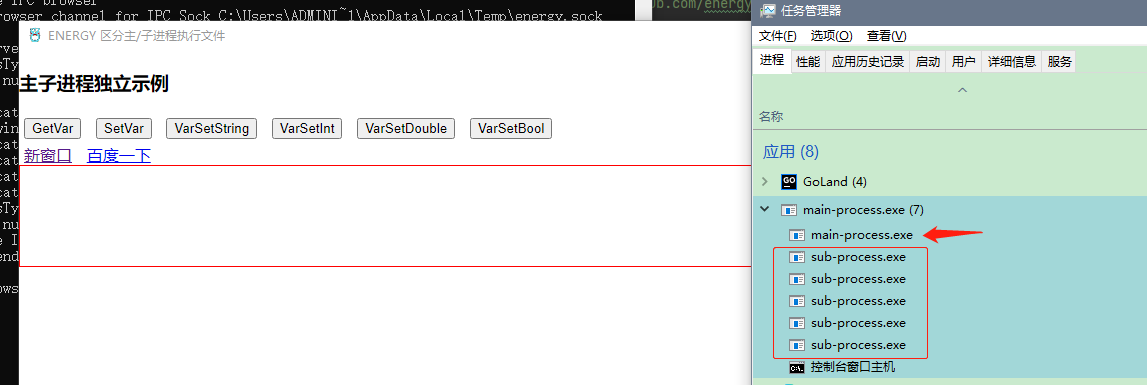 rowser channel for IPC Sock C:\Users\ADMINI~1\AppData\Local\Temp\energy.sock
ENERGY 区分主/子进程执行文件
主子进程独立示例
GetVar SetVar VarSetString VarSetInt VarSetDouble VarSetBool
新窗口 百度一下
ub.com/energy
任务管理器
文件(F) 选项(O) 查看(V)
进程 性能 应用历史记录 启动 用户 详细信息 服务
名称
应用 (8)
GoLand (4)
main-process.exe (7)
main-process.exe
sub-process.exe
sub-process.exe
sub-process.exe
sub-process.exe
sub-process.exe
控制台窗口主机